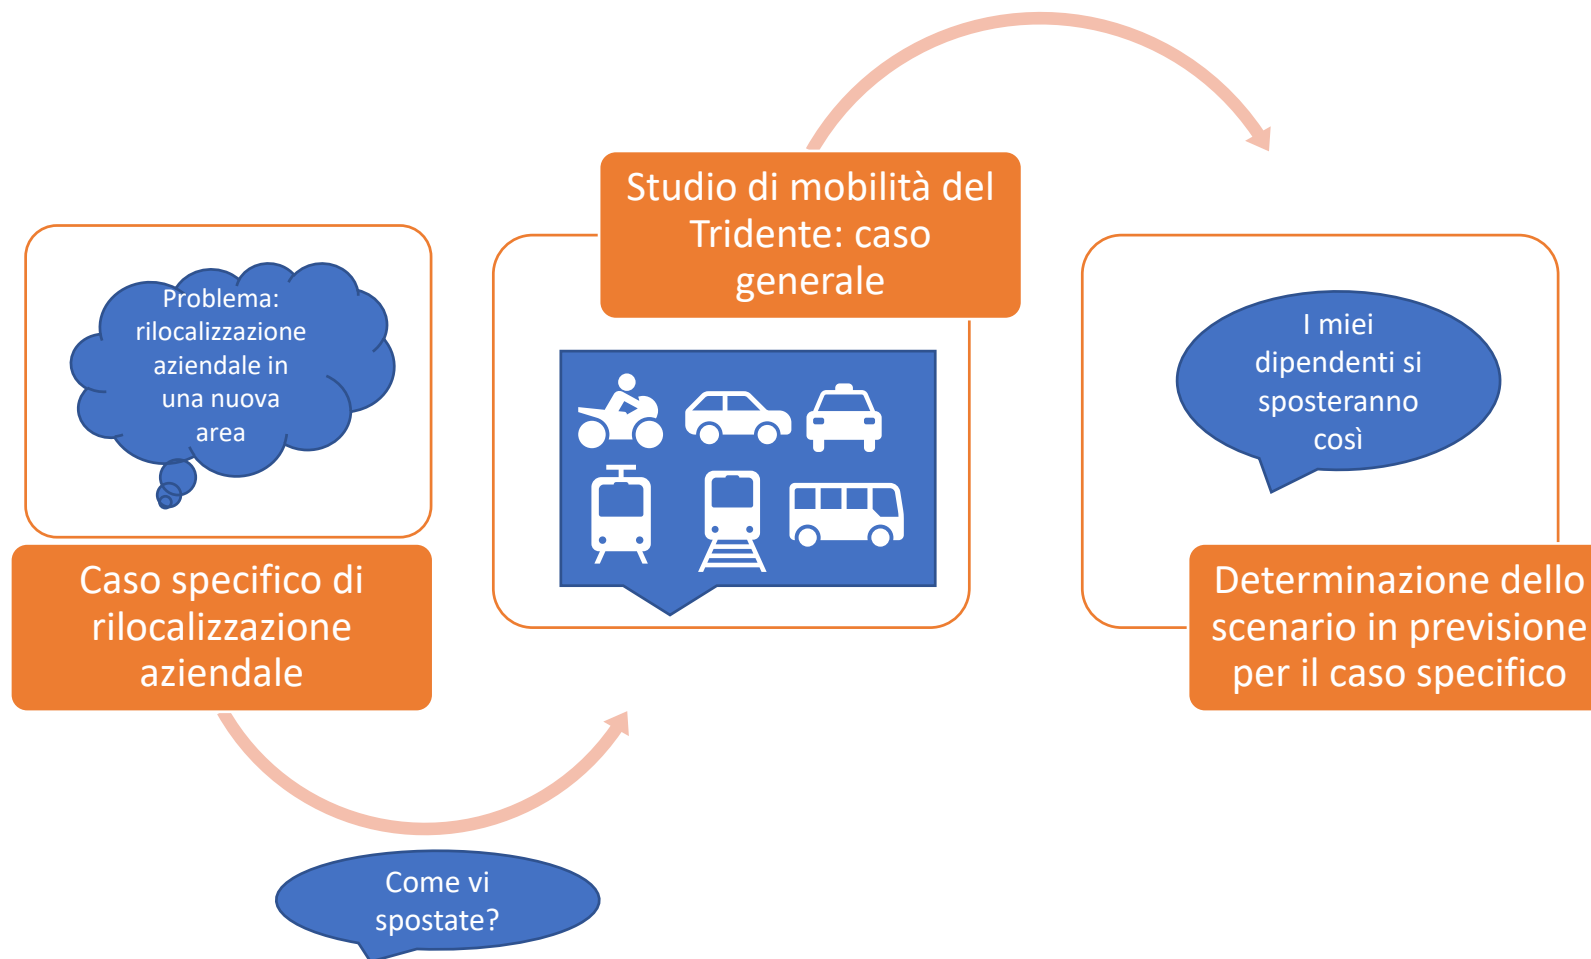 Problema:
rilocalizzazione
aziendale in
una nuova
area
Caso specifico di
rilocalizzazione
aziendale
Come vi
spostate?
Studio di mobilità del
Tridente: caso
generale
I miei
dipendenti si
sposteranno
così
Determinazione dello
scenario in previsione
per il caso specifico